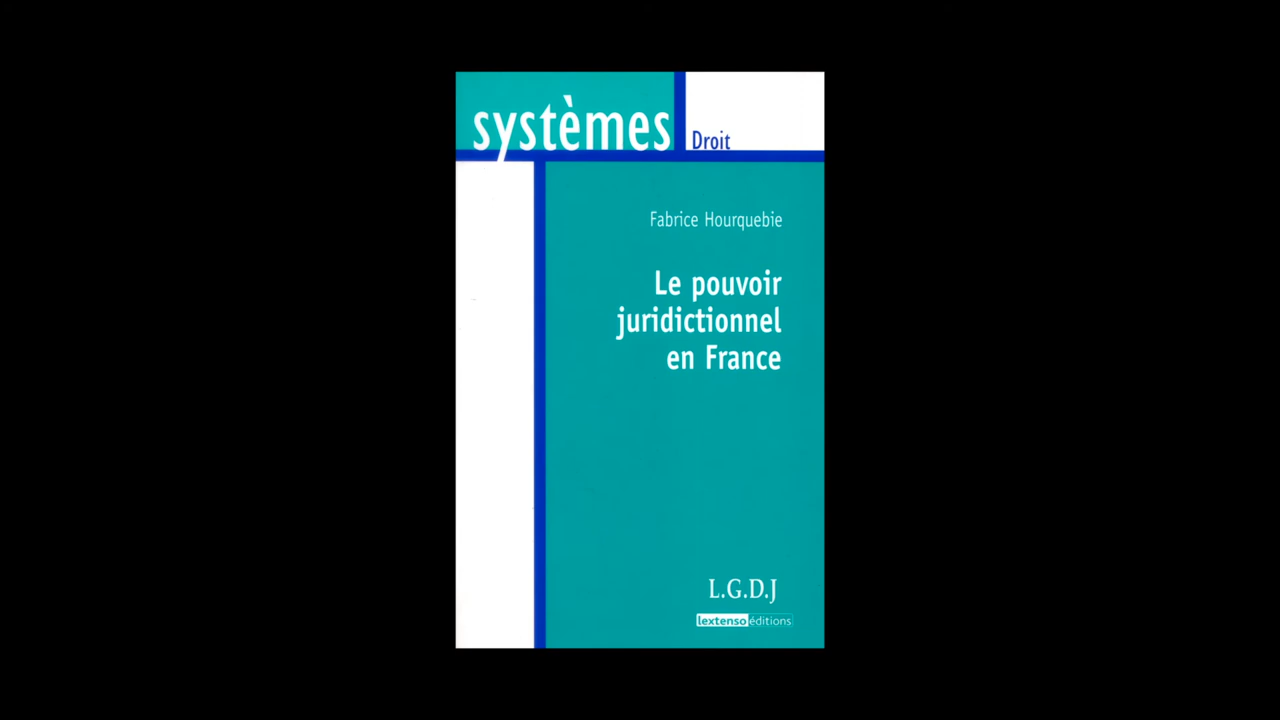 systèmes
Droit
Fabrice Hourquebie
Le pouvoir
juridictionnel
en France
L.G.D.J
lextenso éditions